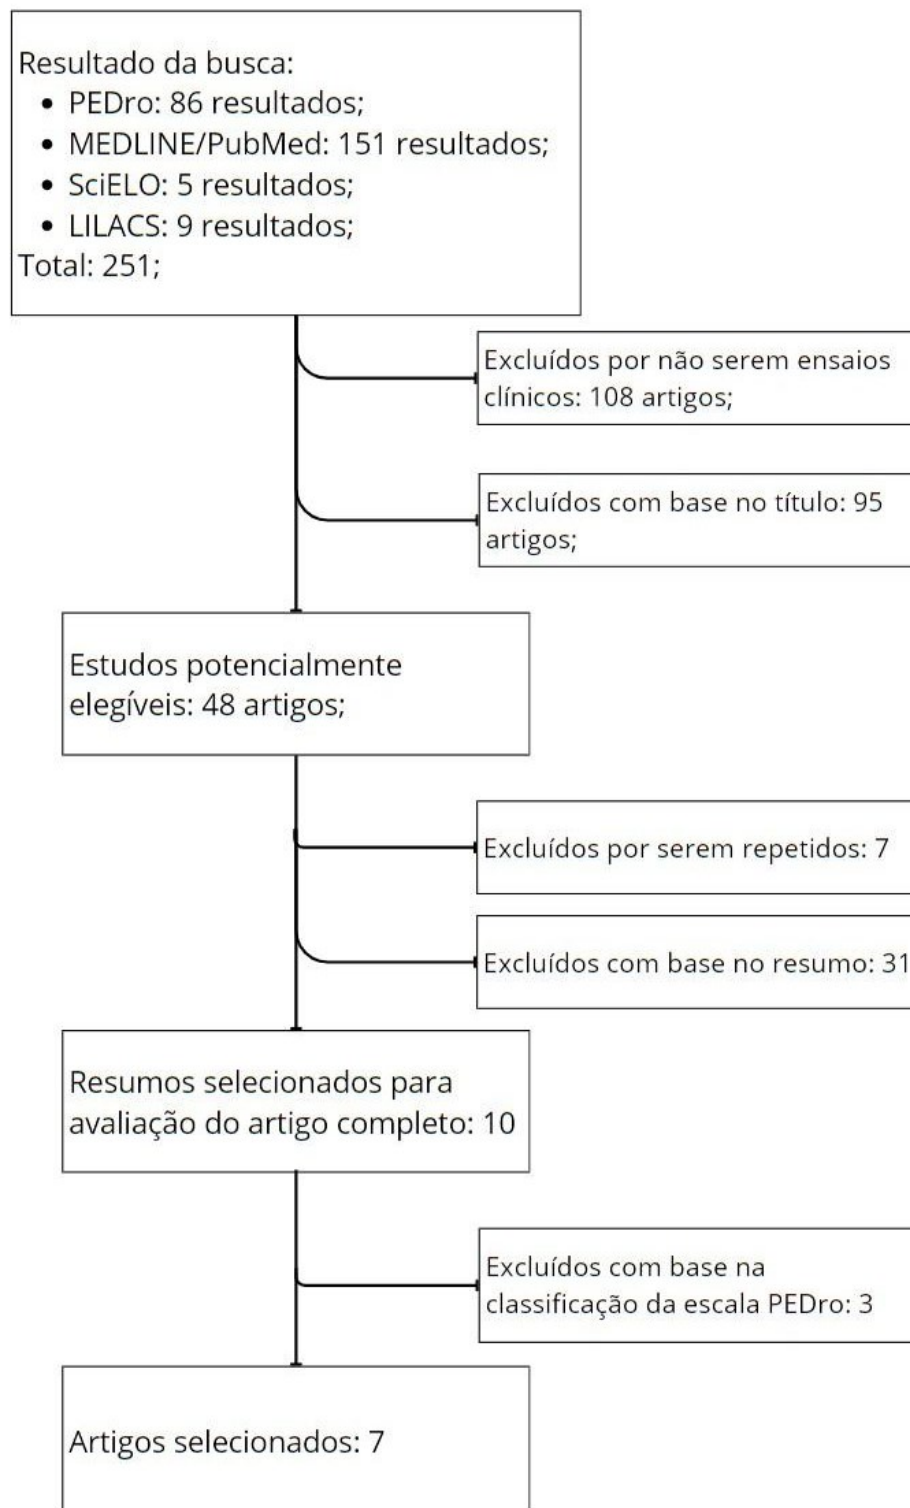 Resultado da busca:
• PEDro: 86 resultados;
• MEDLINE/PubMed: 151 resultados;
• SciELO: 5 resultados;
• LILACS: 9 resultados;
Total: 251;
Excluídos por não serem ensaios
clínicos: 108 artigos;
Excluídos com base no título: 95
artigos;
Estudos potencialmente
elegíveis: 48 artigos;
Excluídos por serem repetidos: 7
Excluídos com base no resumo: 31
Resumos selecionados para
avaliação do artigo completo: 10
Excluídos com base na
classificação da escala PEDro: 3
Artigos selecionados: 7